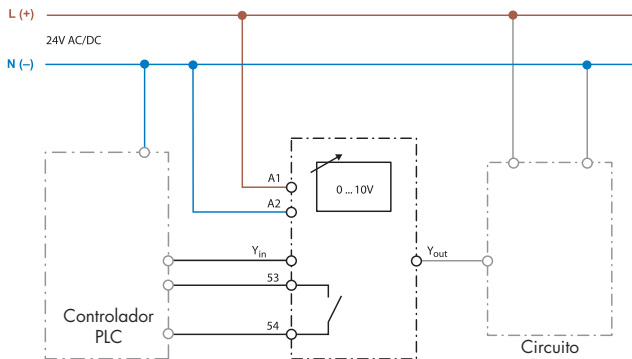 L (+)
24V AC/DC
N (–)
A1
0 ... 10V
A2
Yin
Yout
53
Controlador
PLC
54
Circuito